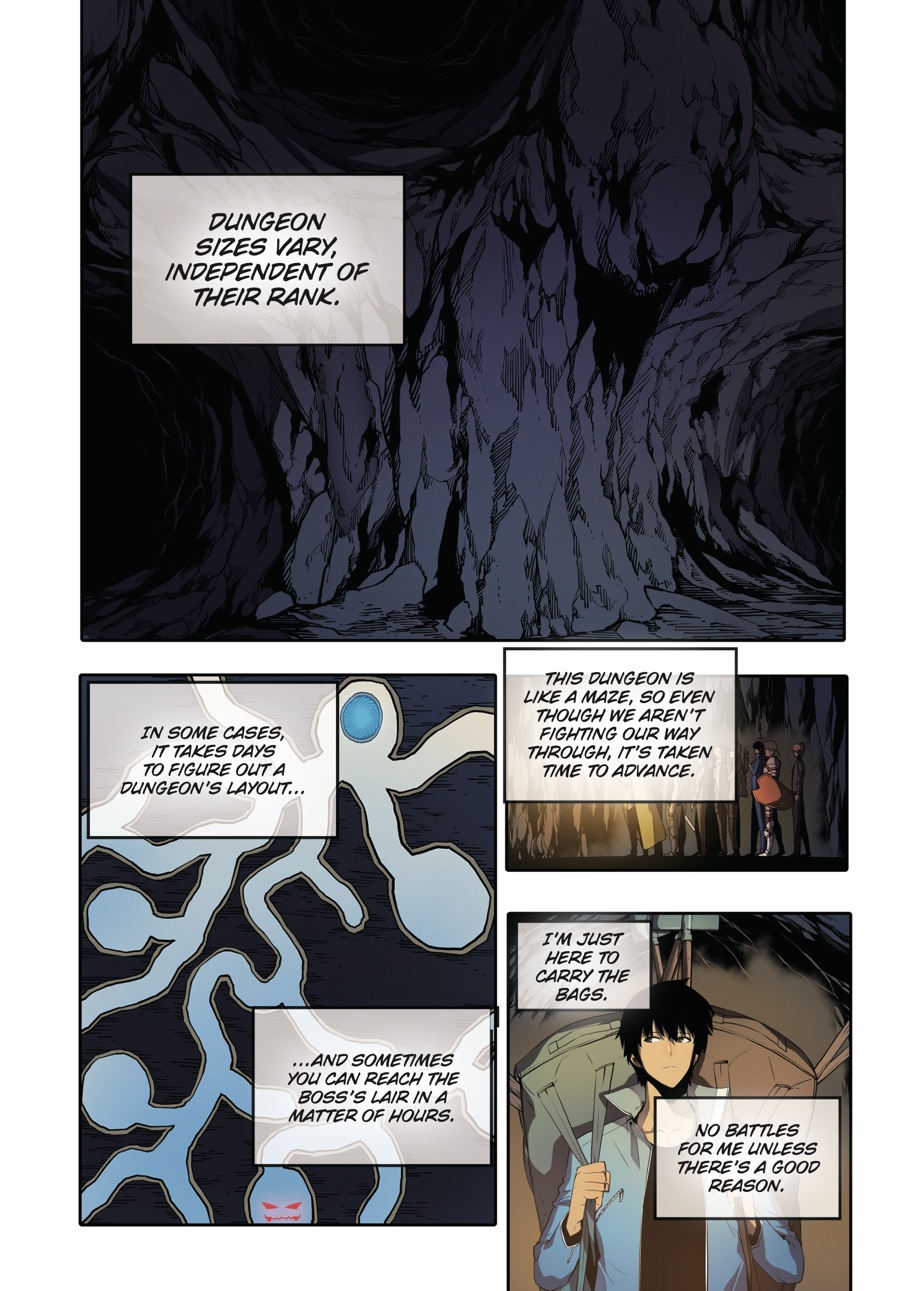 DUNGEON
SIZES VARY,
INDEPENDENT OF
THEIR RANK.
IN SOME CASES,
IT TAKES DAYS
TO FIGURE OUT A
DUNGEON'S LAYOUT...
...AND SOMETIMES
YOU CAN REACH THE
BOSS'S LAIR IN A
MATTER OF HOURS.
THIS DUNGEON IS
LIKE A MAZE, SO EVEN
THOUGH WE AREN'T
FIGHTING OUR WAY
THROUGH, IT'S TAKEN
TIME TO ADVANCE.
I'M JUST
HERE TO
CARRY THE
BAGS.
NO BATTLES
FOR ME UNLESS
THERE'S A GOOD
REASON.